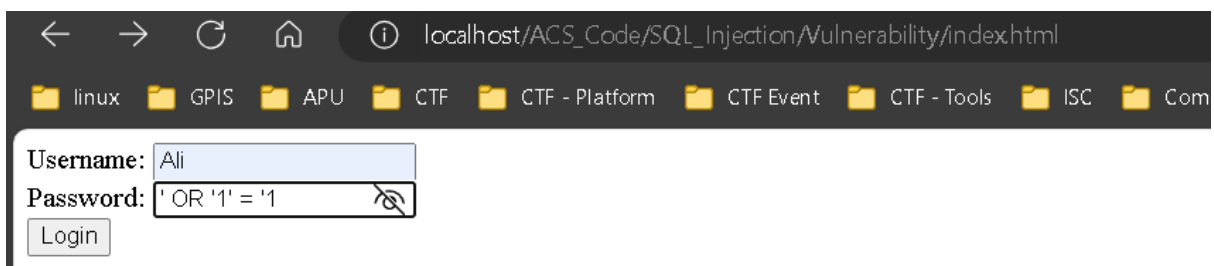 localhost/ACS_Code/SQL_Injection/Vulnerability/index.html
linux GPIS APU CTF CTF - Platform CTF Event CTF - Tools ISC Com
Username: Ali
Password: ' OR '1' = '1
Login